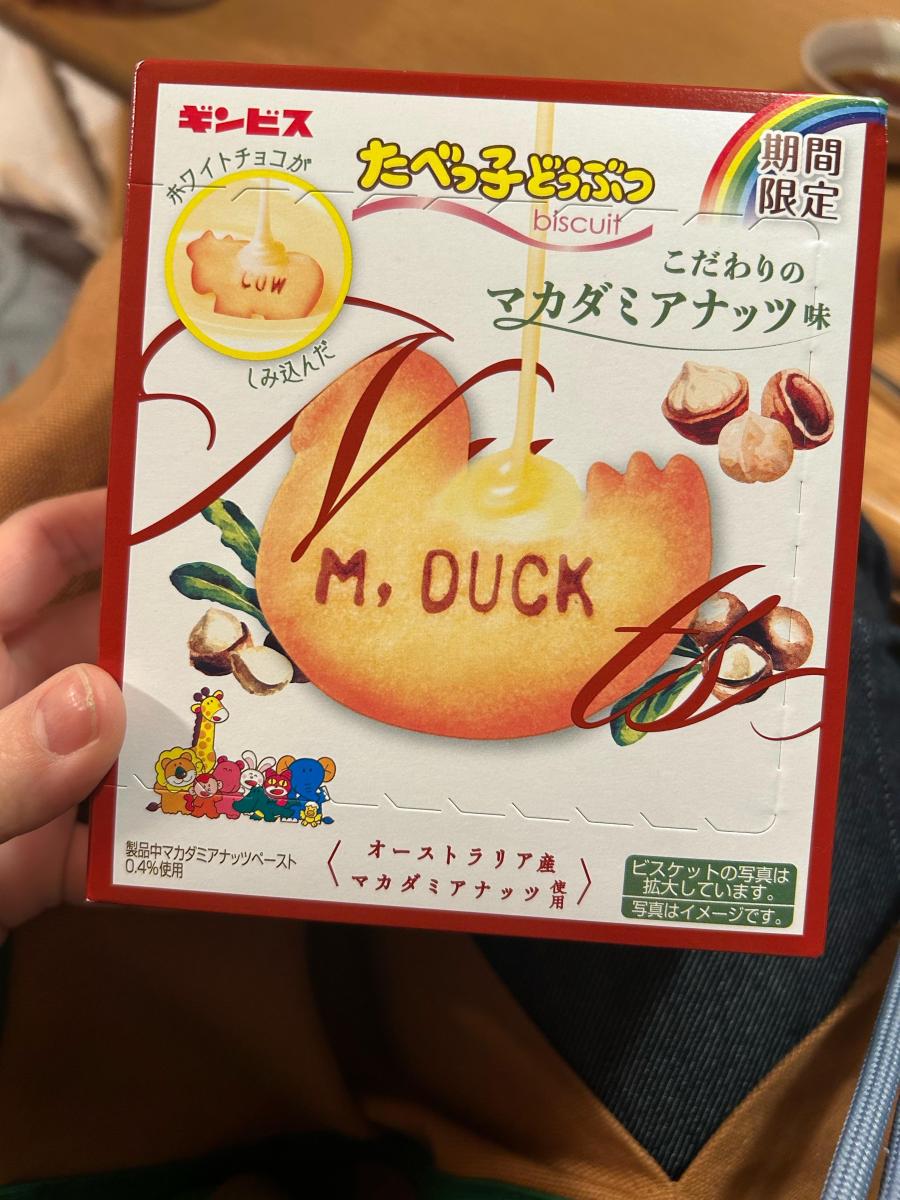 ギンビス
ホワイトチョコが
COW
しみ込んだ
たべっ子どうぶつ
biscuit
期間
限定
こだわりの
マカダミアナッツ味
Nuts
M, DUCK
製品中マカダミアナッツペースト
0.4%使用
〈オーストラリア産
マカダミアナッツ使用〉
ビスケットの写真は
拡大しています。
写真はイメージです。